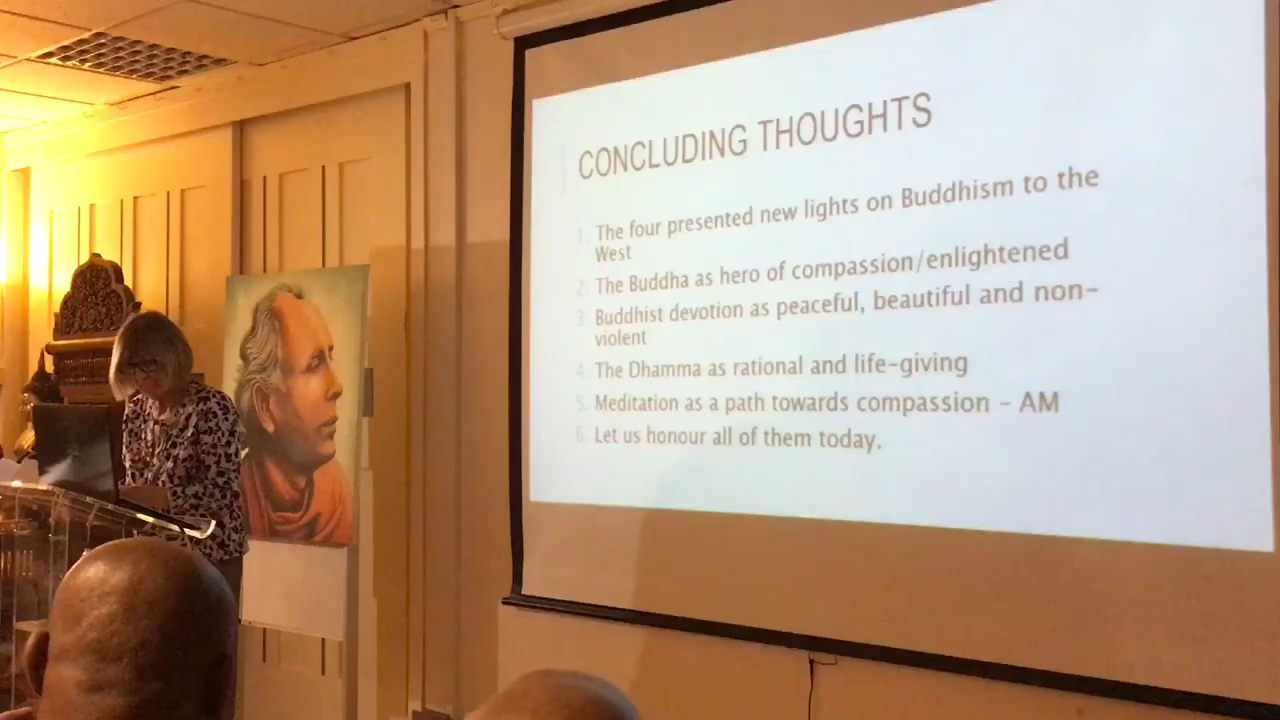 CONCLUDING THOUGHTS
1. The four presented new lights on Buddhism to the
West
2. The Buddha as hero of compassion/enlightened
3. Buddhist devotion as peaceful, beautiful and non-
violent
4. The Dhamma as rational and life-giving
5. Meditation as a path towards compassion – AM
6. Let us honour all of them today.